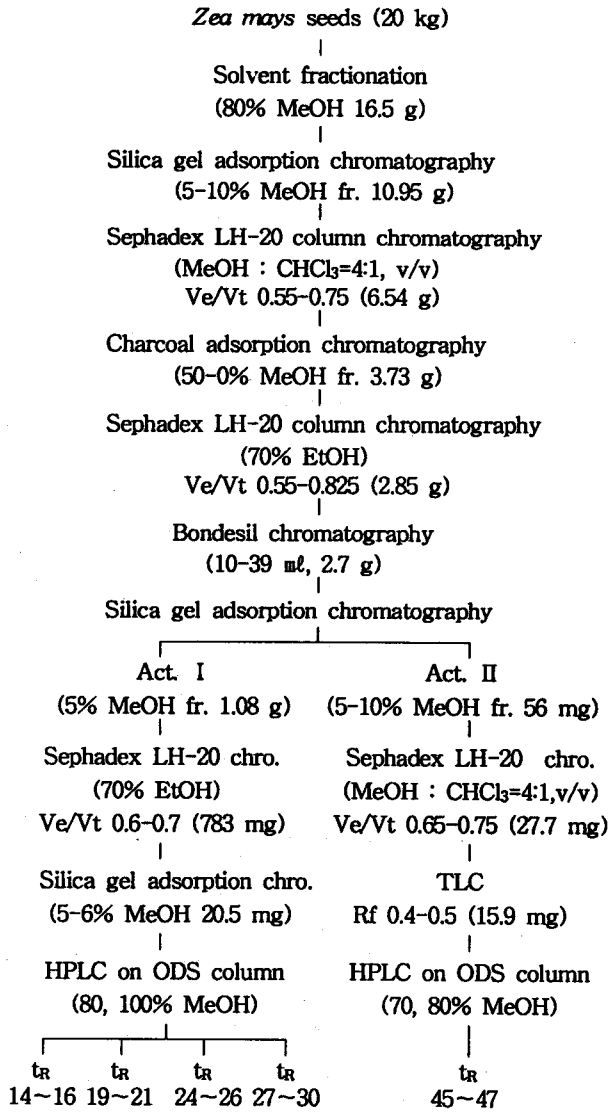 Zea mays seeds (20 kg)
Solvent fractionation
(80% MeOH 16.5 g)
Silica gel adsorption chromatography
(5-10% MeOH fr. 10.95 g)
Sephadex LH-20 column chromatography
(MeOH : CHCl₃=4:1, v/v)
Ve/Vt 0.55-0.75 (6.54 g)
Charcoal adsorption chromatography
(50-0% MeOH fr. 3.73 g)
Sephadex LH-20 column chromatography
(70% EtOH)
Ve/Vt 0.55-0.825 (2.85 g)
Bondesil chromatography
(10-39 ㎖, 2.7 g)
Silica gel adsorption chromatography
Act. I
(5% MeOH fr. 1.08 g)
Sephadex LH-20 chro.
(70% EtOH)
Ve/Vt 0.6-0.7 (783 mg)
Silica gel adsorption chro.
(5-6% MeOH 20.5 mg)
HPLC on ODS column
(80, 100% MeOH)
tR tR tR tR
14~16 19~21 24~26 27~30
Act. Ⅱ
(5-10% MeOH fr. 56 mg)
Sephadex LH-20 chro.
(MeOH : CHCl₃=4:1,v/v)
Ve/Vt 0.65-0.75 (27.7 mg)
TLC
Rf 0.4-0.5 (15.9 mg)
HPLC on ODS column
(70, 80% MeOH)
tR
45~47